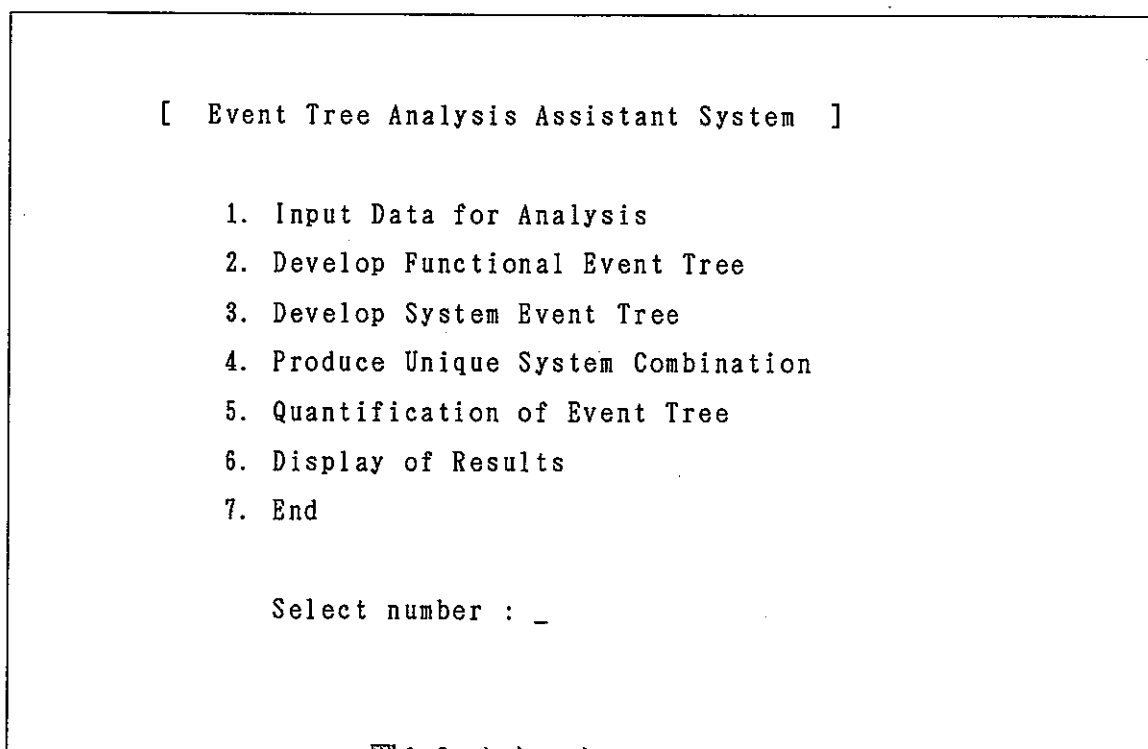 [ Event Tree Analysis Assistant System ]
1. Input Data for Analysis
2. Develop Functional Event Tree
3. Develop System Event Tree
4. Produce Unique System Combination
5. Quantification of Event Tree
6. Display of Results
7. End
Select number : _